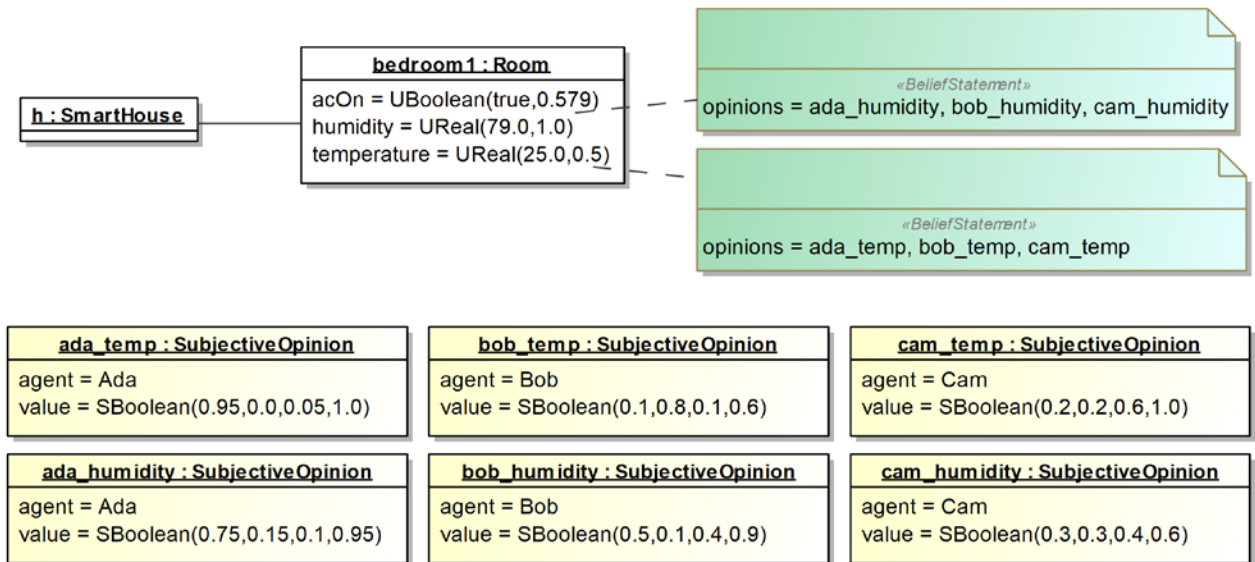 h : SmartHouse
bedroom1 : Room
acOn = UBoolean(true,0.579)
humidity = UReal(79.0,1.0)
temperature = UReal(25.0,0.5)
«BeliefStatement»
opinions = ada_humidity, bob_humidity, cam_humidity
«BeliefStatement»
opinions = ada_temp, bob_temp, cam_temp
ada_temp : SubjectiveOpinion
agent = Ada
value = SBoolean(0.95,0.0,0.05,1.0)
bob_temp : SubjectiveOpinion
agent = Bob
value = SBoolean(0.1,0.8,0.1,0.6)
cam_temp : SubjectiveOpinion
agent = Cam
value = SBoolean(0.2,0.2,0.6,1.0)
ada_humidity : SubjectiveOpinion
agent = Ada
value = SBoolean(0.75,0.15,0.1,0.95)
bob_humidity : SubjectiveOpinion
agent = Bob
value = SBoolean(0.5,0.1,0.4,0.9)
cam_humidity : SubjectiveOpinion
agent = Cam
value = SBoolean(0.3,0.3,0.4,0.6)